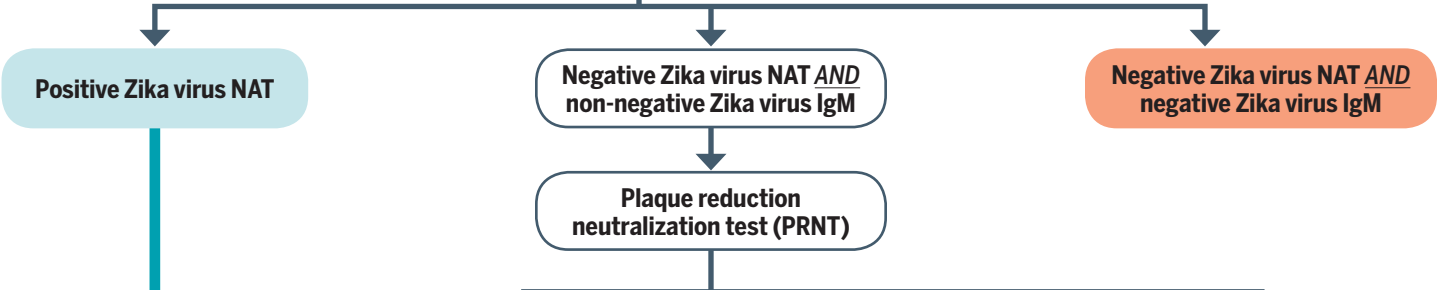 Positive Zika virus NAT
Negative Zika virus NAT AND
non-negative Zika virus IgM
Negative Zika virus NAT AND
negative Zika virus IgM
Plaque reduction
neutralization test (PRNT)